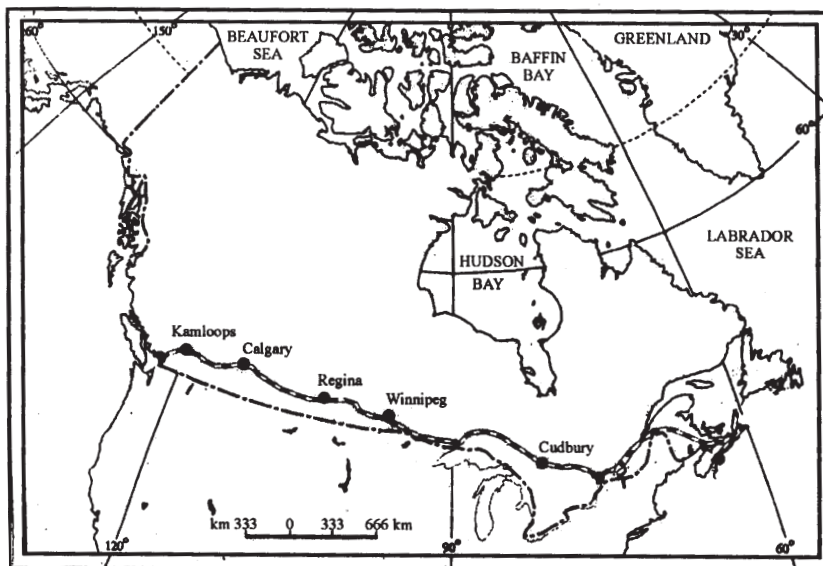 60°
150°
BEAUFORT
SEA
BAFFIN
BAY
GREENLAND
30°
60°
LABRADOR
SEA
HUDSON
BAY
Kamloops
Calgary
Regina
Winnipeg
Cudbury
km 333 0 333 666 km
120°
90°
60°